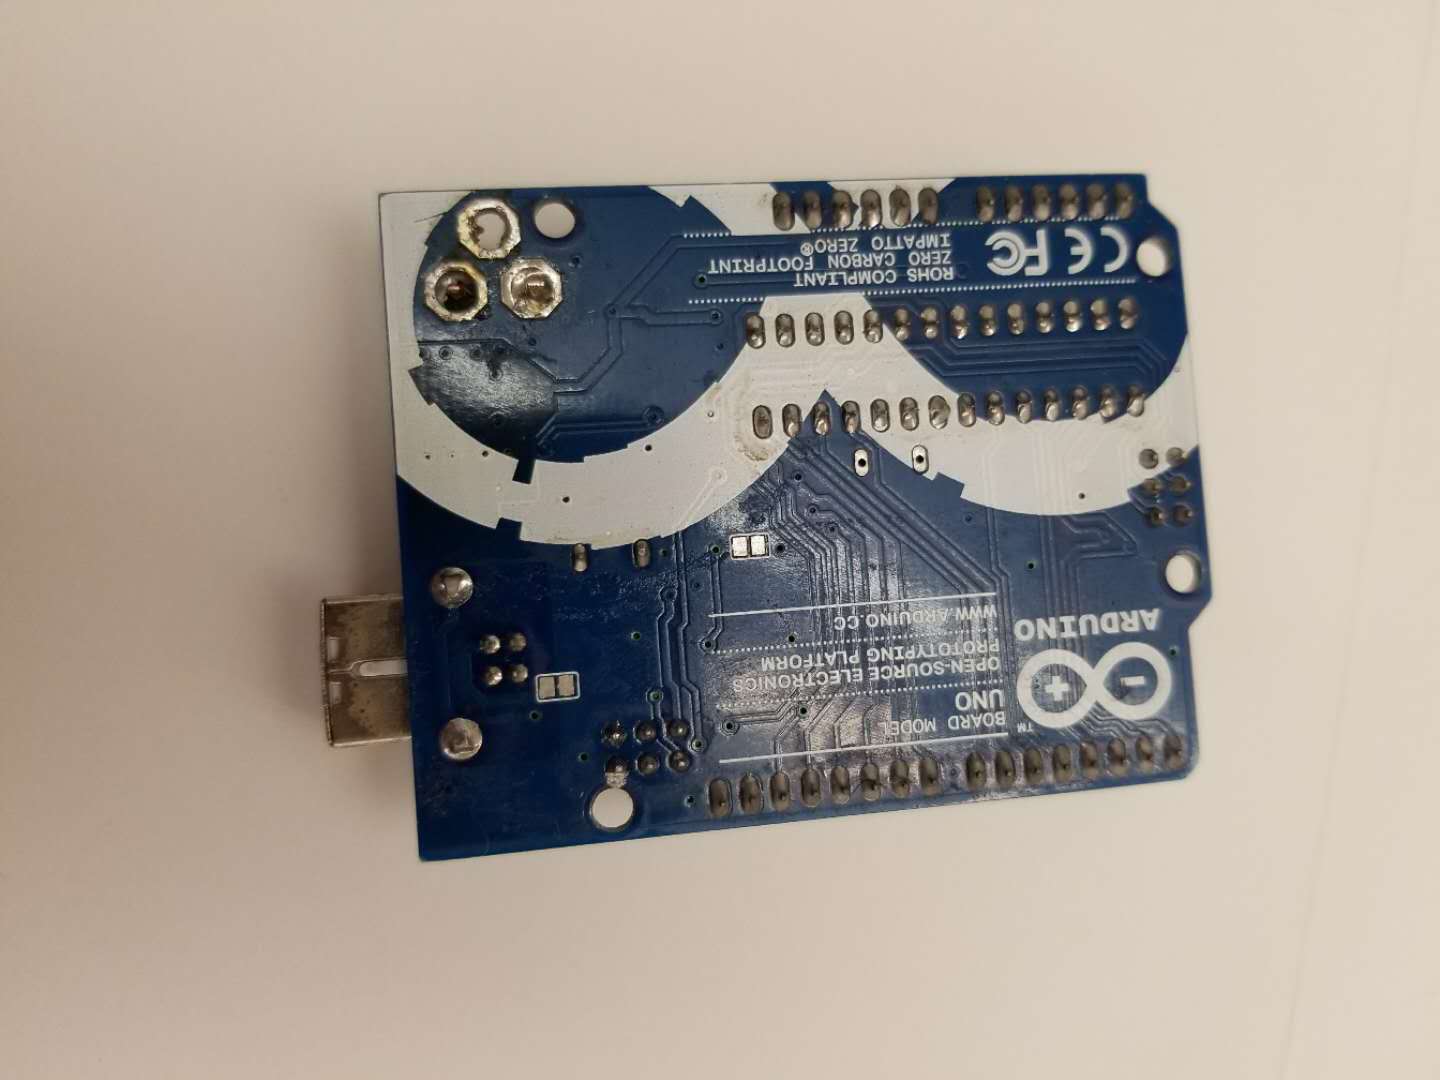 BOARD MODEL
UNO
OPEN-SOURCE ELECTRONICS
PROTOTYPING PLATFORM
WWW.ARDUINO.CC
™
ARDUINO
ROHS COMPLIANT
ZERO CARBON FOOTPRINT
IMPATTO ZERO®
CE FC